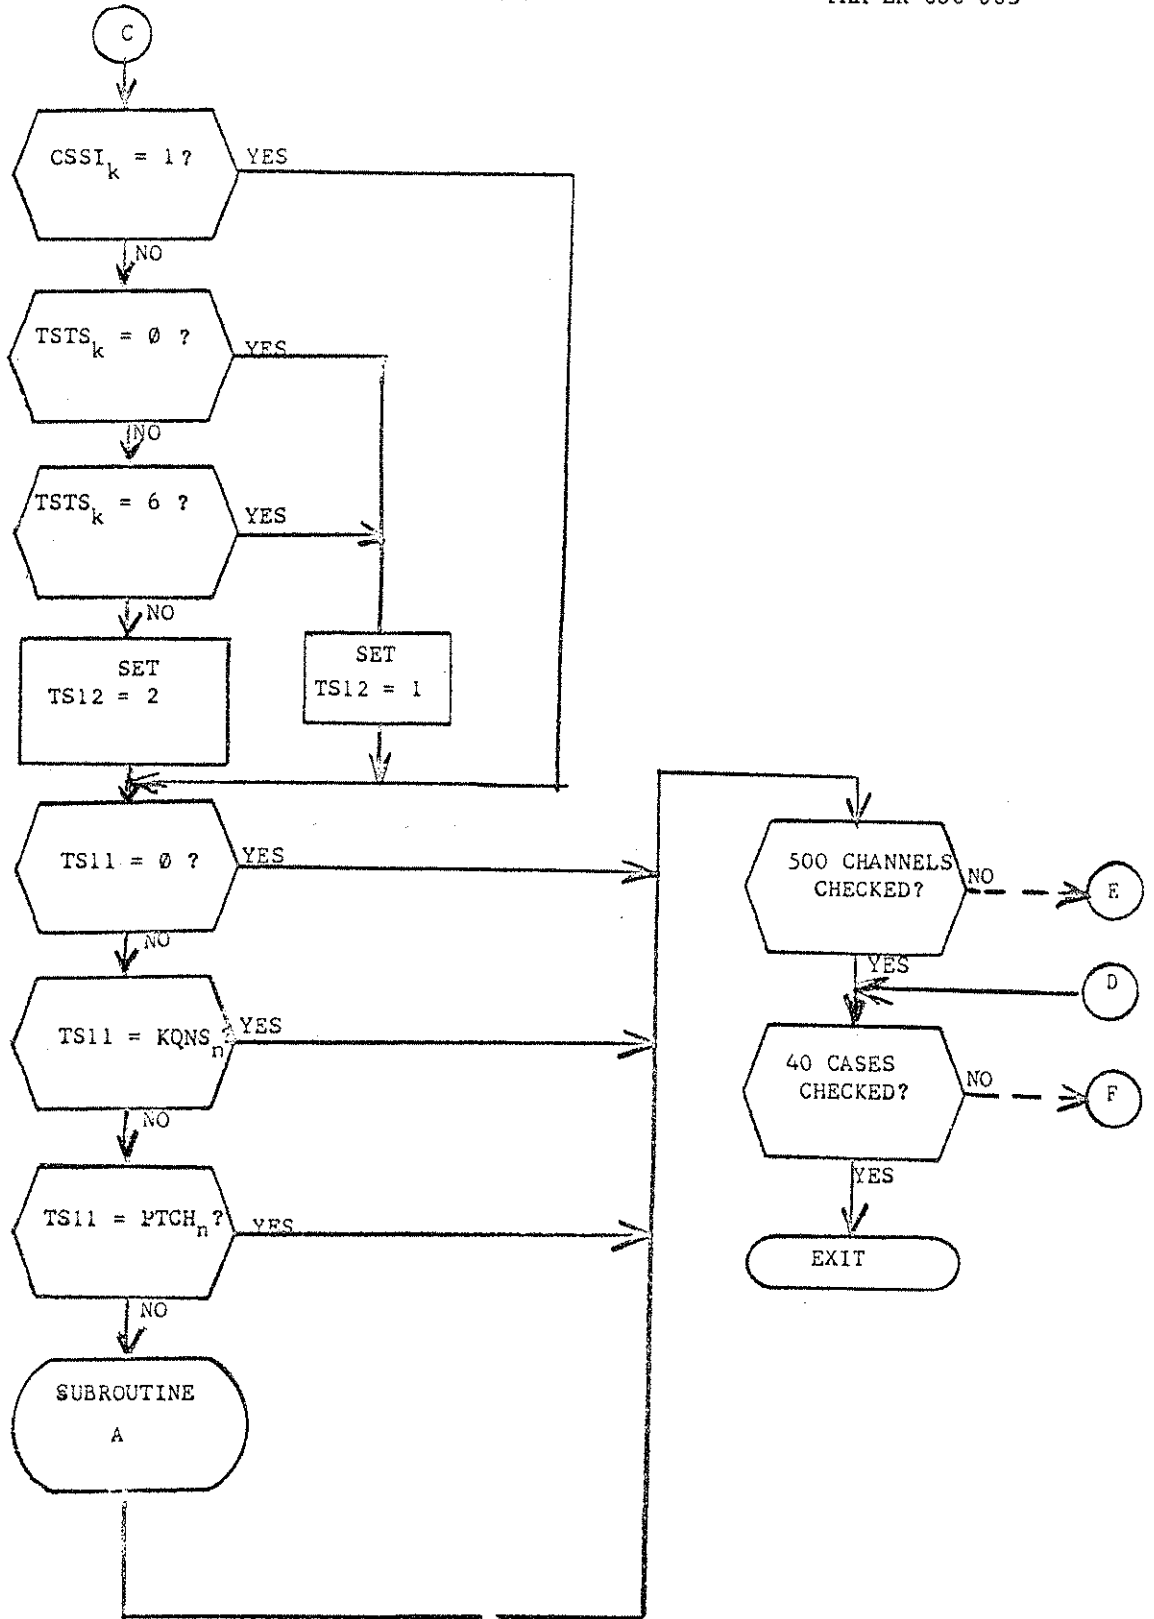 C
CSSI_k = 1?
YES
NO
TSTS_k = Ø ?
YES
NO
TSTS_k = 6 ?
YES
NO
SET
TS12 = 2
SET
TS12 = 1
TS11 = Ø ?
YES
NO
TS11 = KQNS_n?
YES
NO
TS11 = PTCH_n?
YES
NO
SUBROUTINE
A
500 CHANNELS
CHECKED?
NO
E
YES
D
40 CASES
CHECKED?
NO
F
YES
EXIT